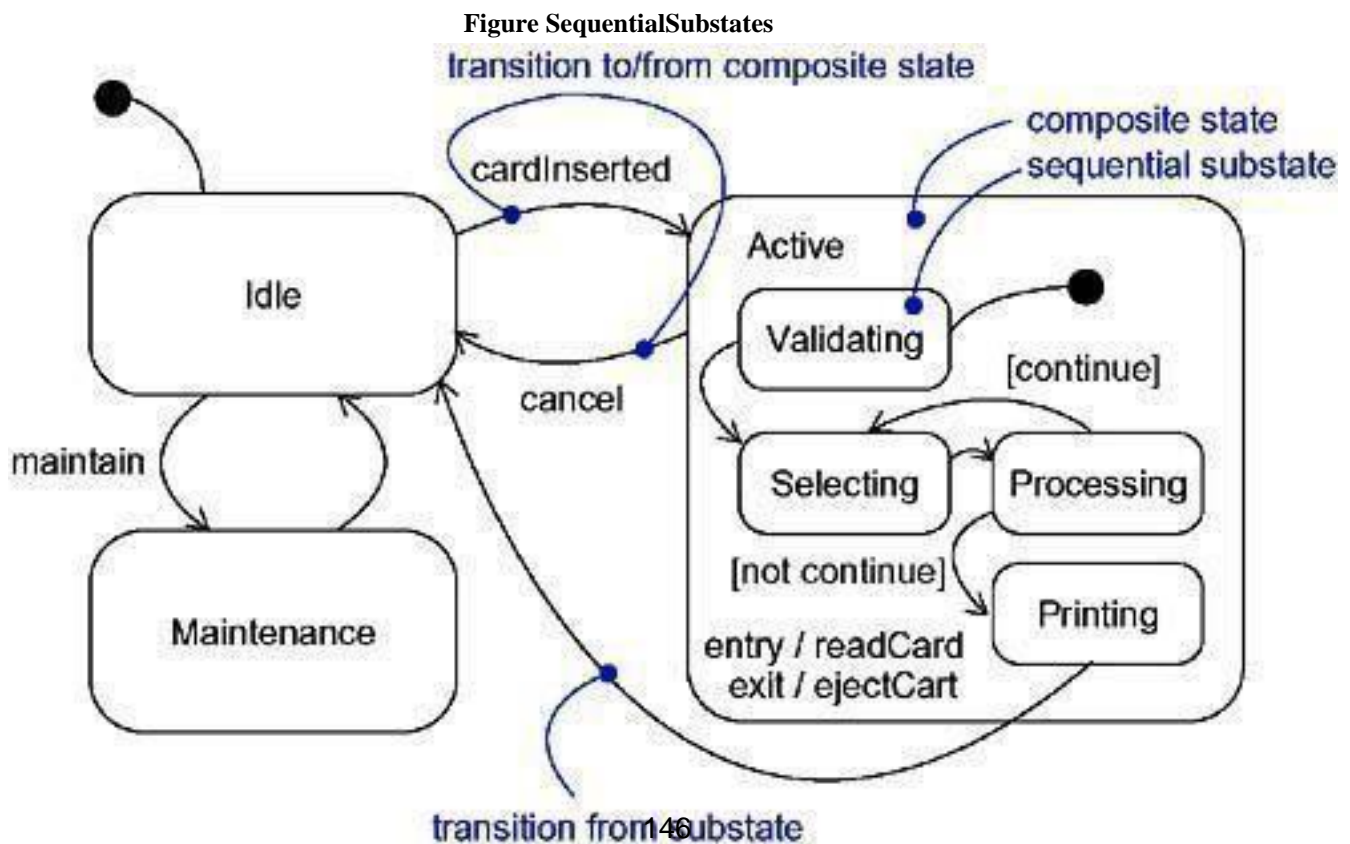 Figure SequentialSubstates
transition to/from composite state
composite state
sequential substate
cardInserted
Active
Idle
Validating
[continue]
cancel
maintain
Selecting
Processing
[not continue]
Printing
Maintenance
entry / readCard
exit / ejectCart
transition from substate
146